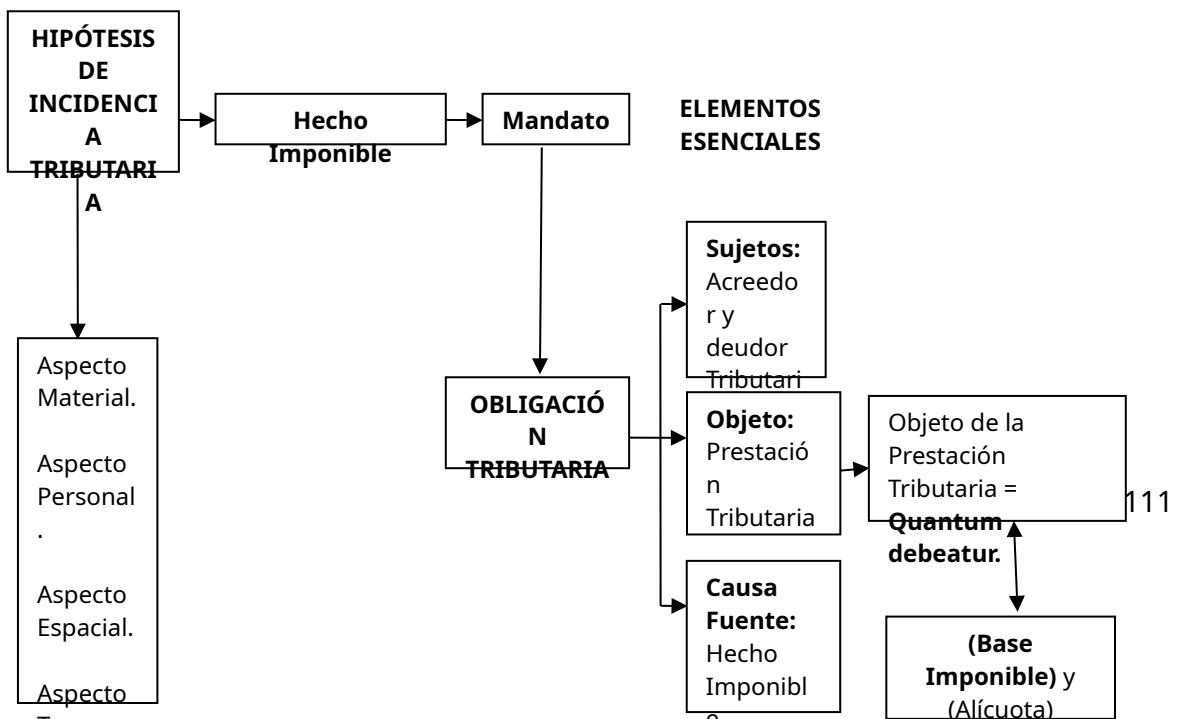 HIPÓTESIS
DE
INCIDENCI
A
TRIBUTARI
A
Hecho
Imponible
Mandato
ELEMENTOS
ESENCIALES
Sujetos:
Acreedo
r y
deudor
Tributari
Aspecto
Material.
Aspecto
Personal
.
Aspecto
Espacial.
Aspecto
OBLIGACIÓ
N
TRIBUTARIA
Objeto:
Prestació
n
Tributaria
Objeto de la
Prestación
Tributaria =
Quantum
debeatur.
111
Causa
Fuente:
Hecho
Imponibl
e
(Base
Imponible) y
(Alícuota)